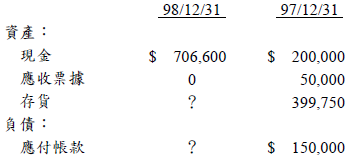 98/12/31 97/12/31
資產：
現金 $ 706,600 $ 200,000
應收票據 0 50,000
存貨 ? 399,750
負債：
應付帳款 ? $ 150,000